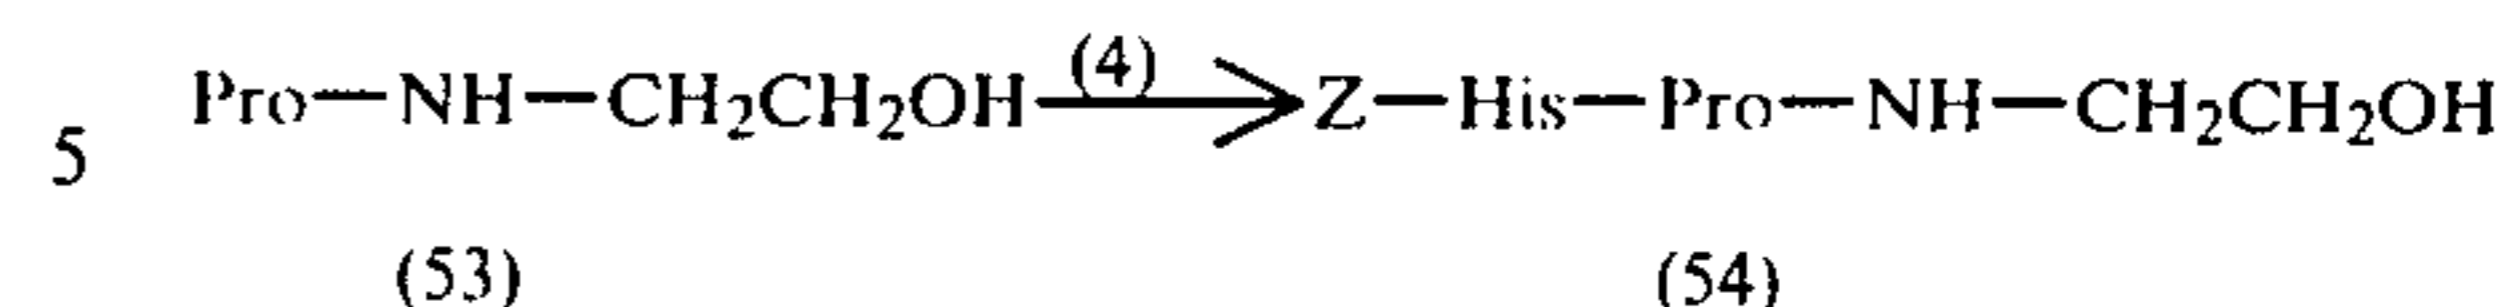 (4)
Pro—NH—CH₂CH₂OH → Z—His—Pro—NH—CH₂CH₂OH
5
(53) (54)